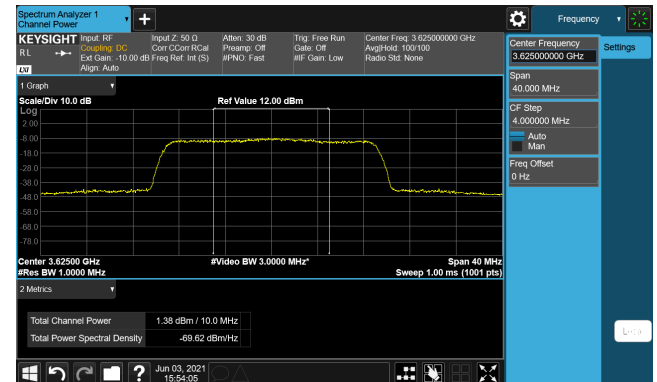 Spectrum Analyzer 1
Channel Power
+
Frequency
KEYSIGHT
RL
LXI
Input: RF
Coupling: DC
Ext Gain: -10.00 dB
Align: Auto
Input Z: 50 Ω
Corr CCorr RCal
Freq Ref: Int (S)
Atten: 30 dB
Preamp: Off
#PNO: Fast
Trig: Free Run
Gate: Off
#IF Gain: Low
Center Freq: 3.625000000 GHz
Avg|Hold: 100/100
Radio Std: None
Center Frequency
3.625000000 GHz
Settings
Span
40.000 MHz
CF Step
4.000000 MHz
Auto
Man
Freq Offset
0 Hz
1 Graph
Scale/Div 10.0 dB
Ref Value 12.00 dBm
Log
2.00
-8.00
-18.0
-28.0
-38.0
-48.0
-58.0
-68.0
-78.0
Center 3.62500 GHz
#Video BW 3.0000 MHz*
Span 40 MHz
#Res BW 1.0000 MHz
Sweep 1.00 ms (1001 pts)
2 Metrics
Total Channel Power 1.38 dBm / 10.0 MHz
Total Power Spectral Density -69.62 dBm/Hz
?
Jun 03, 2021
15:54:05